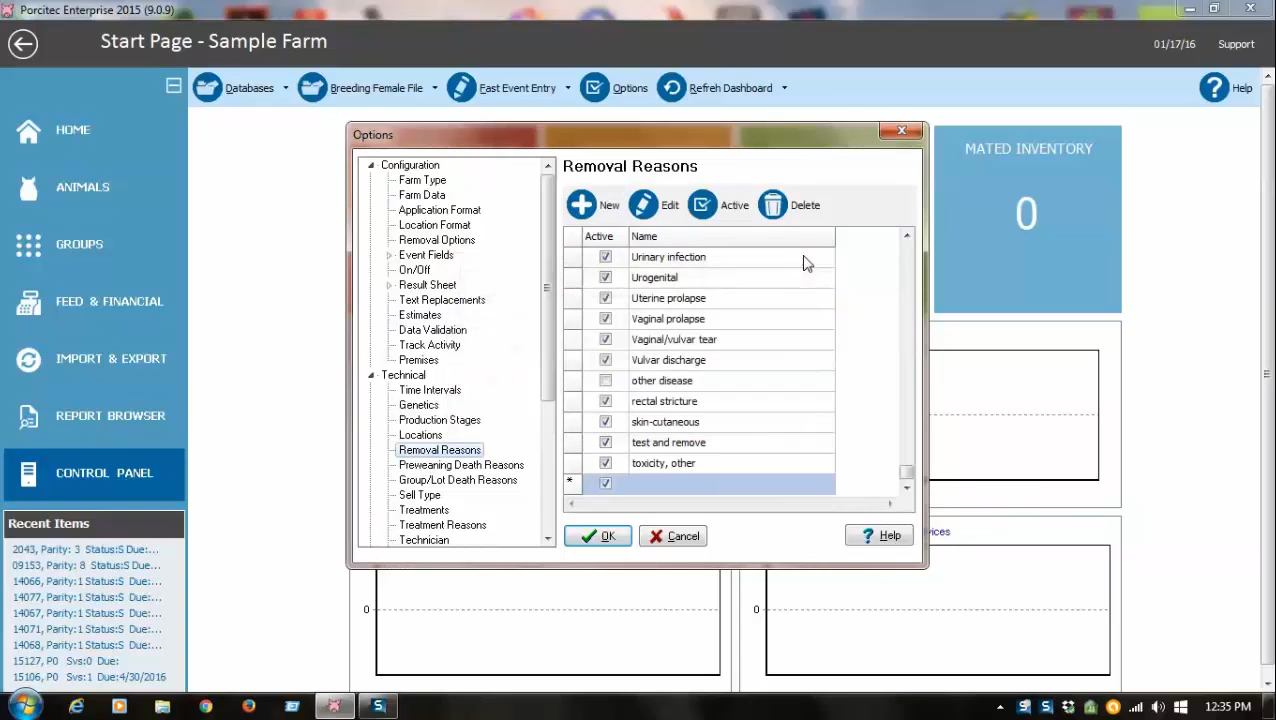 Porcitec Enterprise 2015 (9.0.9)
Start Page - Sample Farm
01/17/16
Support
Databases
Breeding Female File
Fast Event Entry
Options
Refreh Dashboard
Help
HOME
ANIMALS
GROUPS
FEED & FINANCIAL
IMPORT & EXPORT
REPORT BROWSER
CONTROL PANEL
Recent Items
2043, Parity: 3 Status:S Due:...
09153, Parity: 8 Status:S Due...
14066, Parity:1 Status:S Due:...
14077, Parity:1 Status:S Due:...
14067, Parity:1 Status:S Due:...
14071, Parity:1 Status:S Due:...
14068, Parity:1 Status:S Due:...
15127, P0 Svs:0 Due:
15106, P0 Svs:1 Due:4/30/2016
Options
Configuration
Farm Type
Farm Data
Application Format
Location Format
Removal Options
Event Fields
On/Off
Result Sheet
Text Replacements
Estimates
Data Validation
Track Activity
Premises
Technical
Time Intervals
Genetics
Production Stages
Locations
Removal Reasons
Preweaning Death Reasons
Group/Lot Death Reasons
Sell Type
Treatments
Treatment Reasons
Technician
Removal Reasons
New
Edit
Active
Delete
Active Name
Urinary infection
Urogenital
Uterine prolapse
Vaginal prolapse
Vaginal/vulvar tear
Vulvar discharge
other disease
rectal stricture
skin-cutaneous
test and remove
toxicity, other
*
OK
Cancel
Help
MATED INVENTORY
0
vices
0
0
12:35 PM